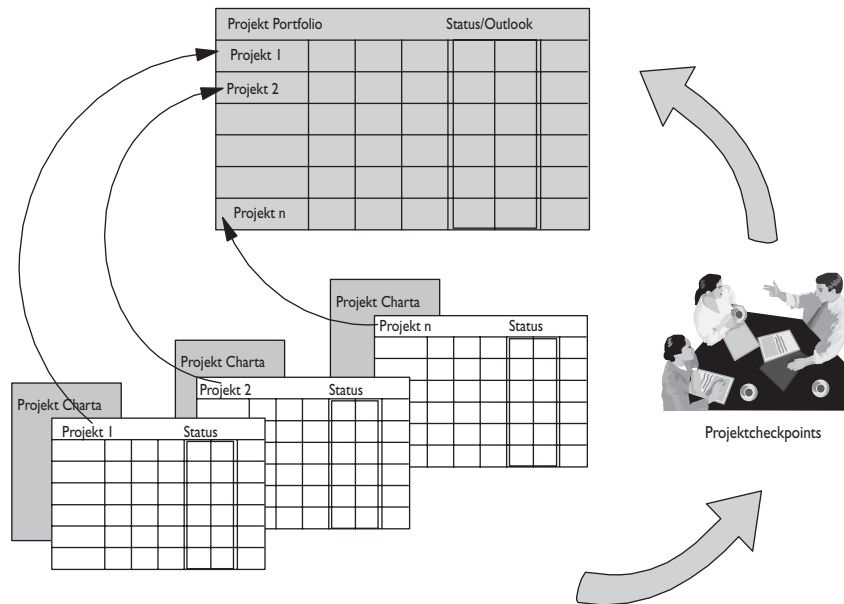 Projekt Portfolio Status/Outlook
Projekt 1
Projekt 2
Projekt n
Projekt Charta
Projekt n Status
Projekt Charta
Projekt 2 Status
Projekt Charta
Projekt 1 Status
Projektcheckpoints